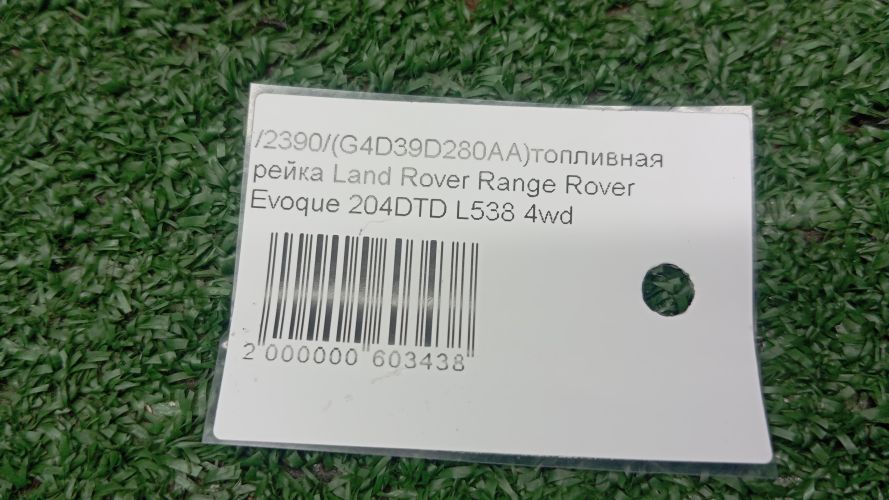 /2390/(G4D39D280AA)топливная
рейка Land Rover Range Rover
Evoque 204DTD L538 4wd
2 000000 603438